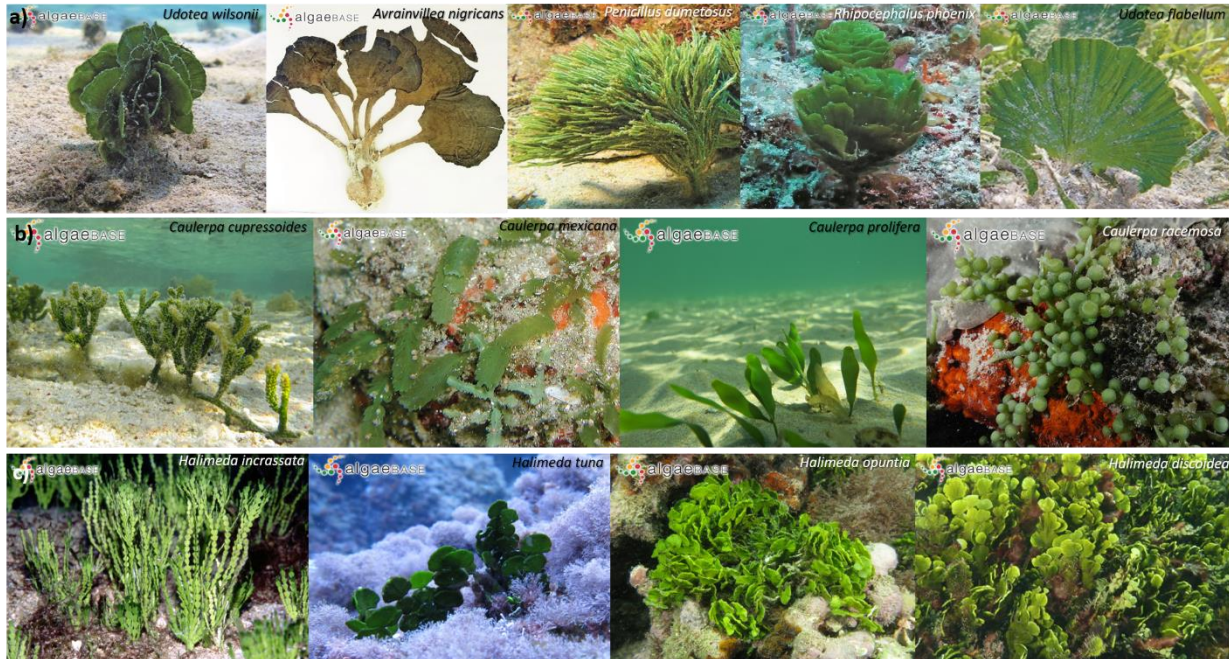 a)
algaeBASE
Udotea wilsonii
algaeBASE
Avrainvillea nigricans
algaeBASE
Penicillus dumetosus
algaeBASE
Rhipocephalus phoenix
algaeBASE
Udotea flabellum
b)
algaeBASE
Caulerpa cupressoides
algaeBASE
Caulerpa mexicana
algaeBASE
Caulerpa prolifera
algaeBASE
Caulerpa racemosa
c)
algaeBASE
Halimeda incrassata
algaeBASE
Halimeda tuna
algaeBASE
Halimeda opuntia
algaeBASE
Halimeda discoidea